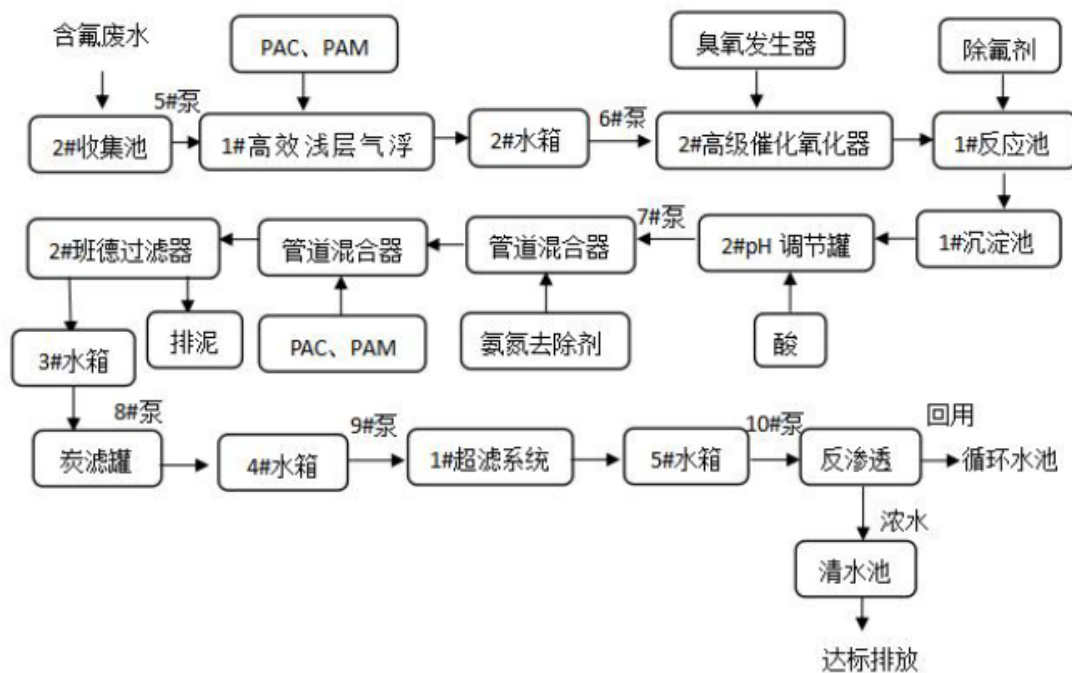 含氟废水
PAC、PAM
臭氧发生器
除氟剂
5#泵
6#泵
2#收集池
1#高效浅层气浮
2#水箱
2#高级催化氧化器
1#反应池
7#泵
2#班德过滤器
管道混合器
管道混合器
2#pH 调节罐
1#沉淀池
排泥
PAC、PAM
氨氮去除剂
酸
3#水箱
8#泵
9#泵
10#泵
回用
炭滤罐
4#水箱
1#超滤系统
5#水箱
反渗透
循环水池
浓水
清水池
达标排放